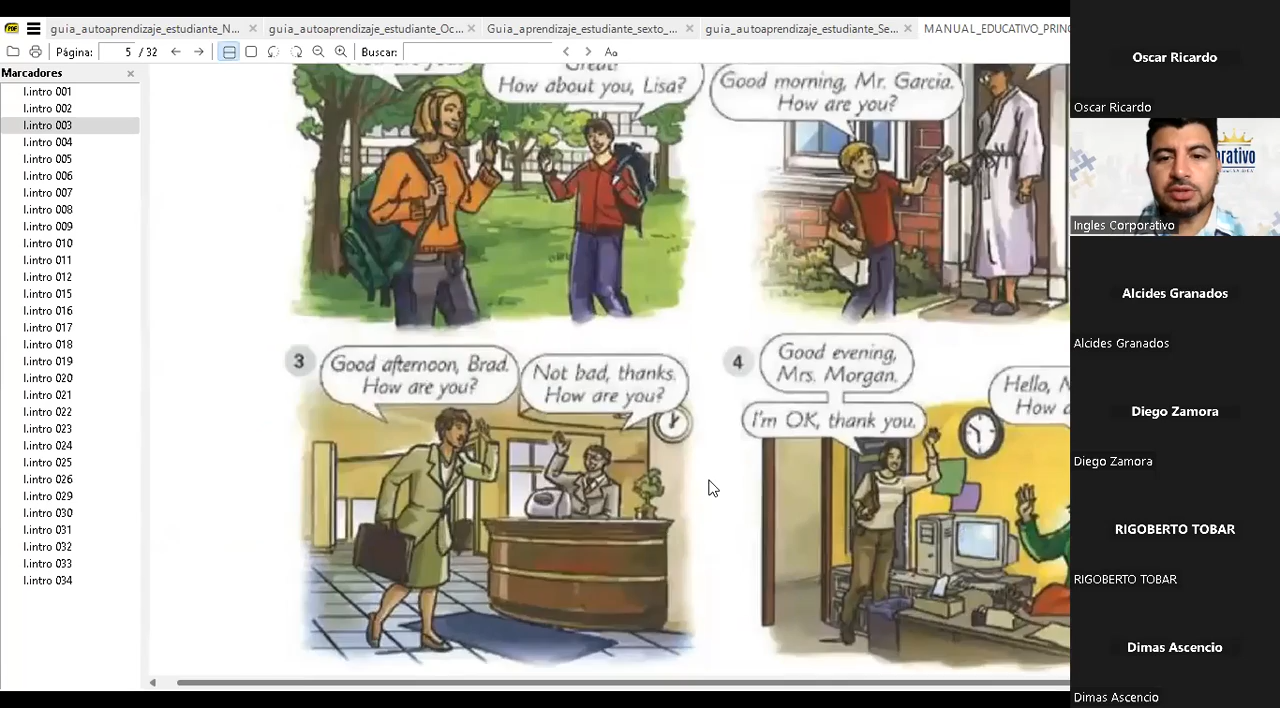 guia_autoaprendizaje_estudiante_N...
guia_autoaprendizaje_estudiante_Oc...
Guia_aprendizaje_estudiante_sexto_...
guia_autoaprendizaje_estudiante_Se...
MANUAL_EDUCATIVO_PRINC
Página: 5 / 32
Buscar:
Aa
Marcadores
I.intro 001
I.intro 002
I.intro 003
I.intro 004
I.intro 005
I.intro 006
I.intro 007
I.intro 008
I.intro 009
I.intro 010
I.intro 011
I.intro 012
I.intro 015
I.intro 016
I.intro 017
I.intro 018
I.intro 019
I.intro 020
I.intro 021
I.intro 022
I.intro 023
I.intro 024
I.intro 025
I.intro 026
I.intro 029
I.intro 030
I.intro 031
I.intro 032
I.intro 033
I.intro 034
Great!
How about you, Lisa?
Good morning, Mr. Garcia.
How are you?
3
Good afternoon, Brad.
How are you?
Not bad, thanks.
How are you?
4
Good evening,
Mrs. Morgan.
I'm OK, thank you.
Hello,
How
Oscar Ricardo
Oscar Ricardo
orativo
Ingles Corporativo
Alcides Granados
Alcides Granados
Diego Zamora
Diego Zamora
RIGOBERTO TOBAR
RIGOBERTO TOBAR
Dimas Ascencio
Dimas Ascencio